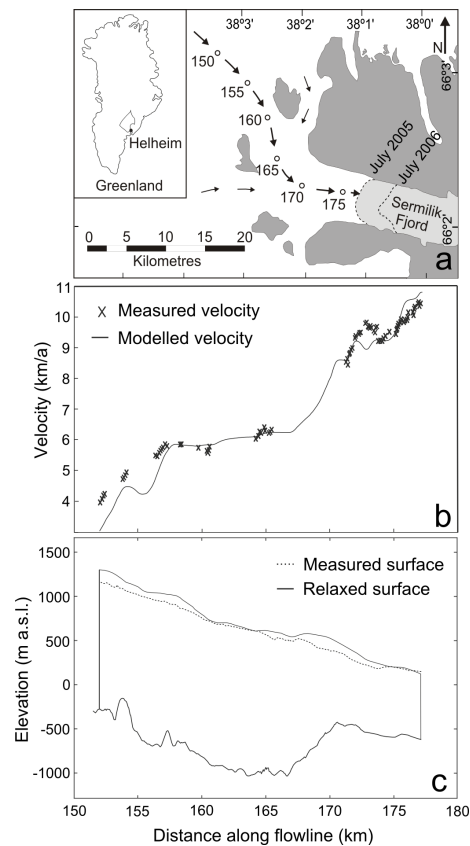 38°3' 38°2' 38°1' 38°0'
N
66°3'
150
155
160
165
170
175
July 2005
July 2006
Sermilik-
Fjord
66°2'
Helheim
Greenland
0 5 10 15 20
Kilometres
a
11
10
9
8
7
6
5
4
Velocity (km/a)
Measured velocity
Modelled velocity
b
1500
1000
500
0
-500
-1000
Elevation (m a.s.l.)
Measured surface
Relaxed surface
c
150 155 160 165 170 175 180
Distance along flowline (km)